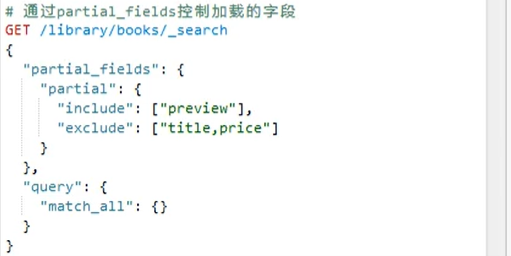 # 通过partial_fields控制加载的字段
GET /library/books/_search
{
  "partial_fields": {
    "partial": {
      "include": ["preview"],
      "exclude": ["title,price"]
    }
  },
  "query": {
    "match_all": {}
  }
}